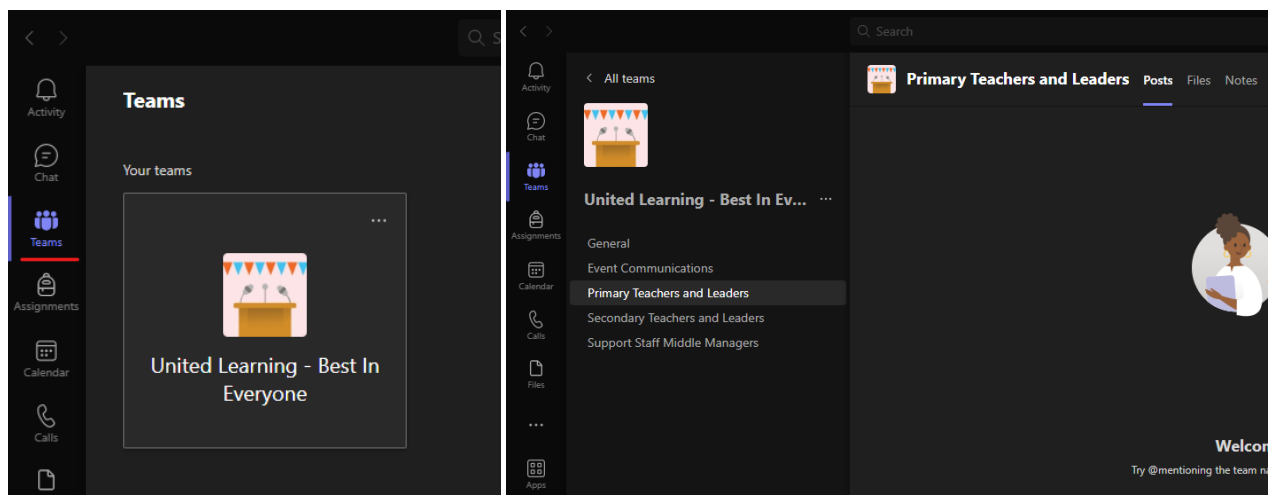 Activity
Chat
Teams
Assignments
Calendar
Calls
Teams
Your teams
...
United Learning - Best In
Everyone
Search
Activity
Chat
Teams
Assignments
Calendar
Calls
Files
...
Apps
All teams
United Learning - Best In Ev... ...
General
Event Communications
Primary Teachers and Leaders
Secondary Teachers and Leaders
Support Staff Middle Managers
Primary Teachers and Leaders Posts Files Notes
Try @mentioning the team